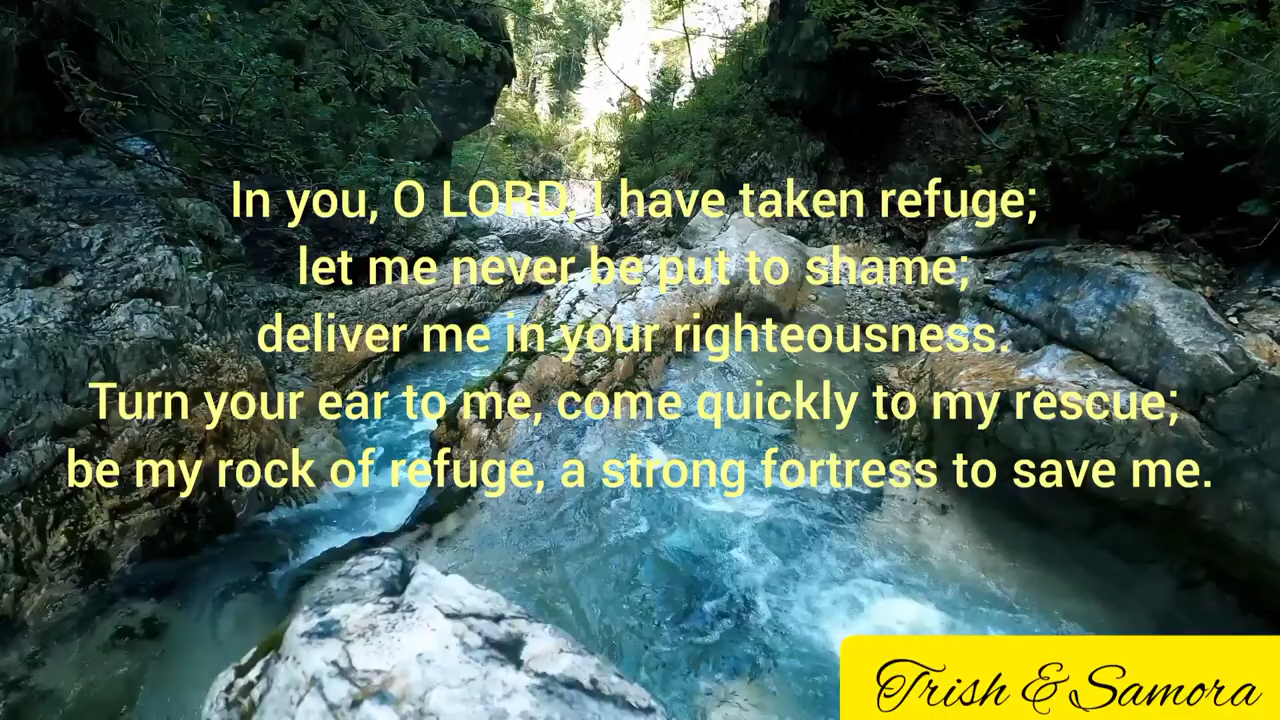 In you, O LORD, I have taken refuge;
let me never be put to shame;
deliver me in your righteousness.
Turn your ear to me, come quickly to my rescue;
be my rock of refuge, a strong fortress to save me.
Trish & Samora